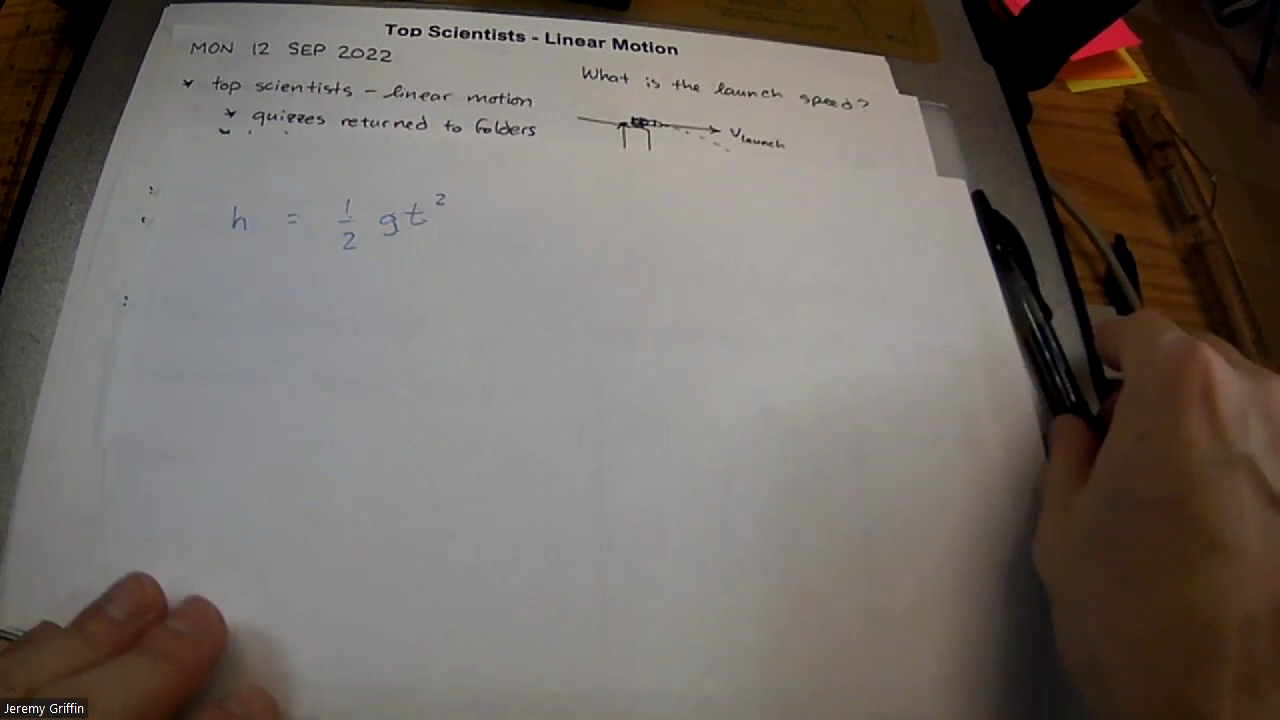 Top Scientists - Linear Motion
MON 12 SEP 2022
* top scientists - linear motion
* quizzes returned to folders
What is the launch speed?
Vlaunch
h = 1/2 gt²
Jeremy Griffin